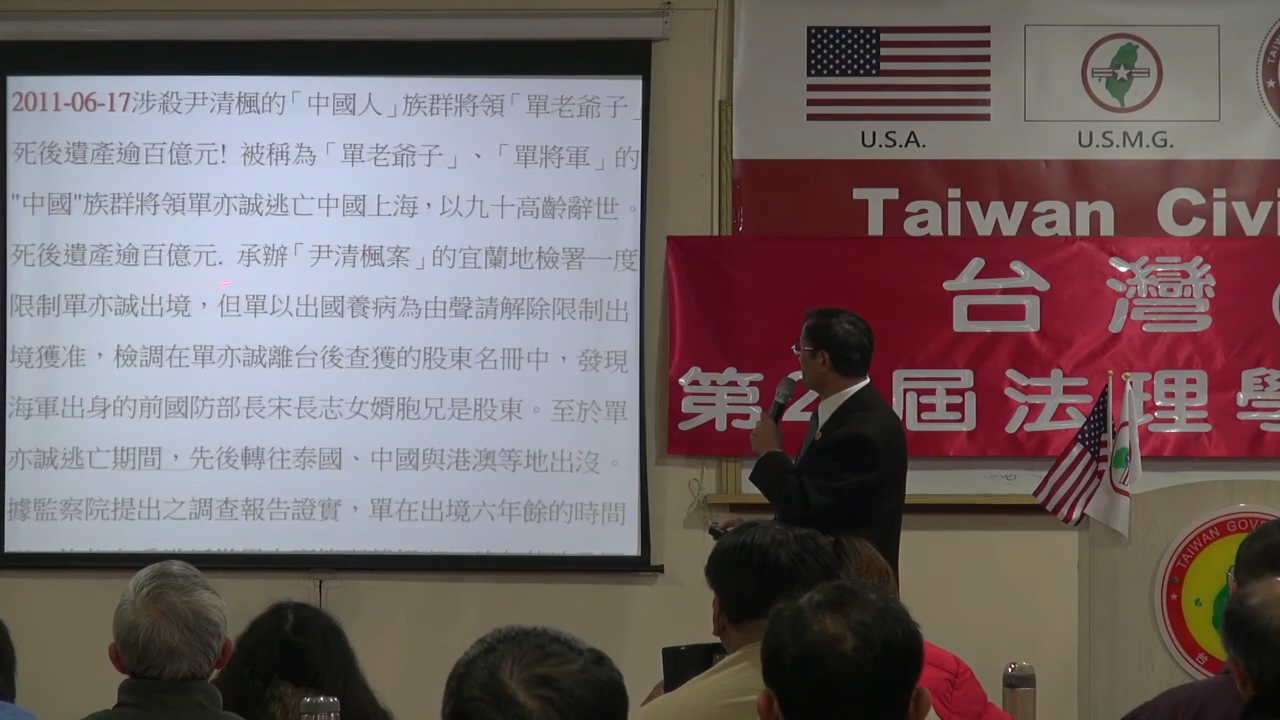 2011-06-17涉殺尹清楓的「中國人」族群將領「單老爺子」
死後遺產逾百億元! 被稱為「單老爺子」、「單將軍」的
"中國"族群將領單亦誠逃亡中國上海，以九十高齡辭世。
死後遺產逾百億元. 承辦「尹清楓案」的宜蘭地檢署一度
限制單亦誠出境，但單以出國養病為由聲請解除限制出
境獲准，檢調在單亦誠離台後查獲的股東名冊中，發現
海軍出身的前國防部長宋長志女婿胞兄是股東。至於單
亦誠逃亡期間，先後轉往泰國、中國與港澳等地出沒。
據監察院提出之調查報告證實，單在出境六年餘的時間
U.S.A.
U.S.M.G.
Taiwan Civi
台灣
第2屆法理學
TAIWAN GOVE
台